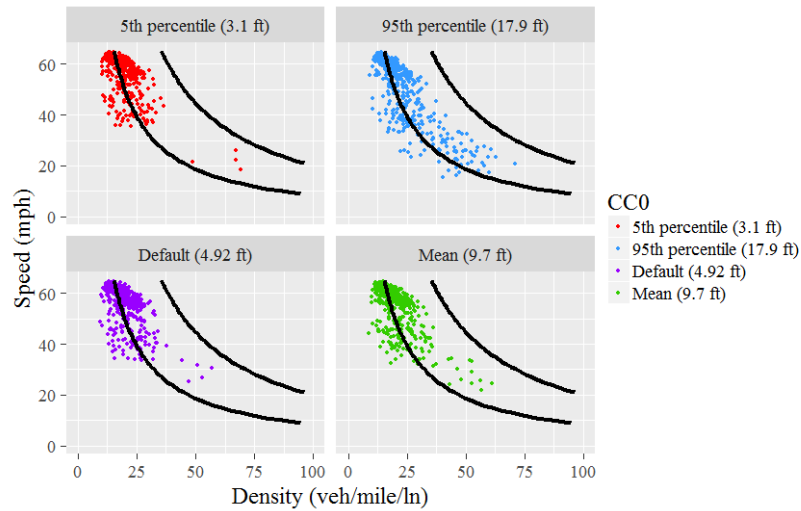 5th percentile (3.1 ft)
95th percentile (17.9 ft)
60
40
20
0
Default (4.92 ft)
Mean (9.7 ft)
60
40
20
0
0 25 50 75 100
0 25 50 75 100
Speed (mph)
Density (veh/mile/ln)
CC0
5th percentile (3.1 ft)
95th percentile (17.9 ft)
Default (4.92 ft)
Mean (9.7 ft)